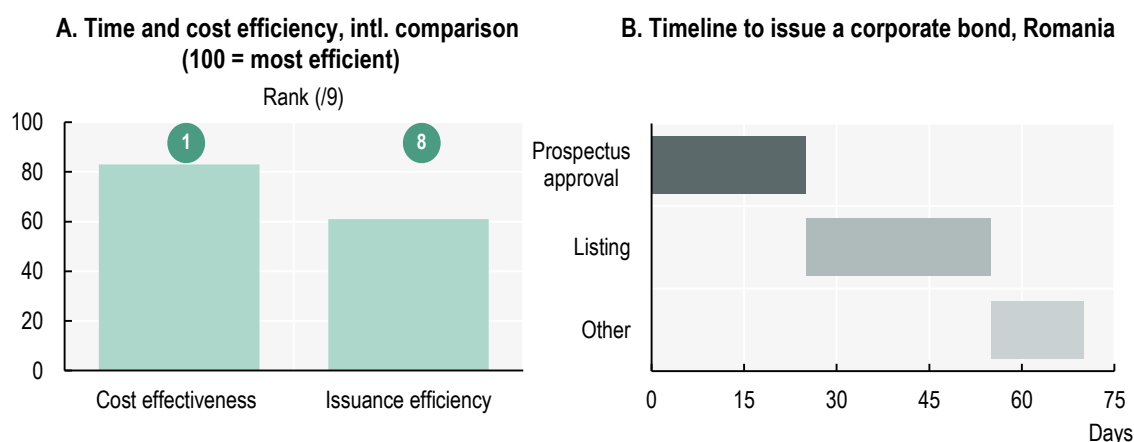 A. Time and cost efficiency, intl. comparison
(100 = most efficient)
Rank (/9)
100
80
60
40
20
0
1
8
Cost effectiveness
Issuance efficiency
B. Timeline to issue a corporate bond, Romania
Prospectus
approval
Listing
Other
0
15
30
45
60
75
Days